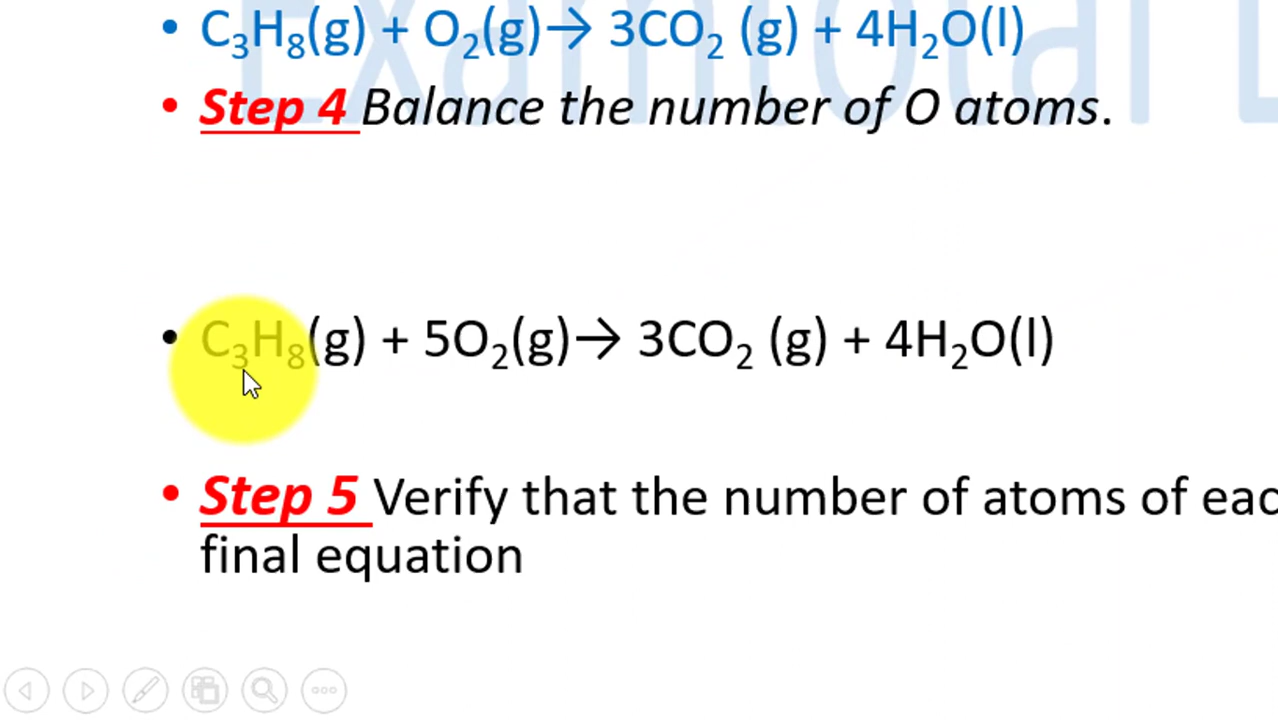 • C₃H₈(g) + O₂(g)→ 3CO₂ (g) + 4H₂O(l)
• Step 4 Balance the number of O atoms.
• C₃H₈(g) + 5O₂(g)→ 3CO₂ (g) + 4H₂O(l)
• Step 5 Verify that the number of atoms of eac
final equation